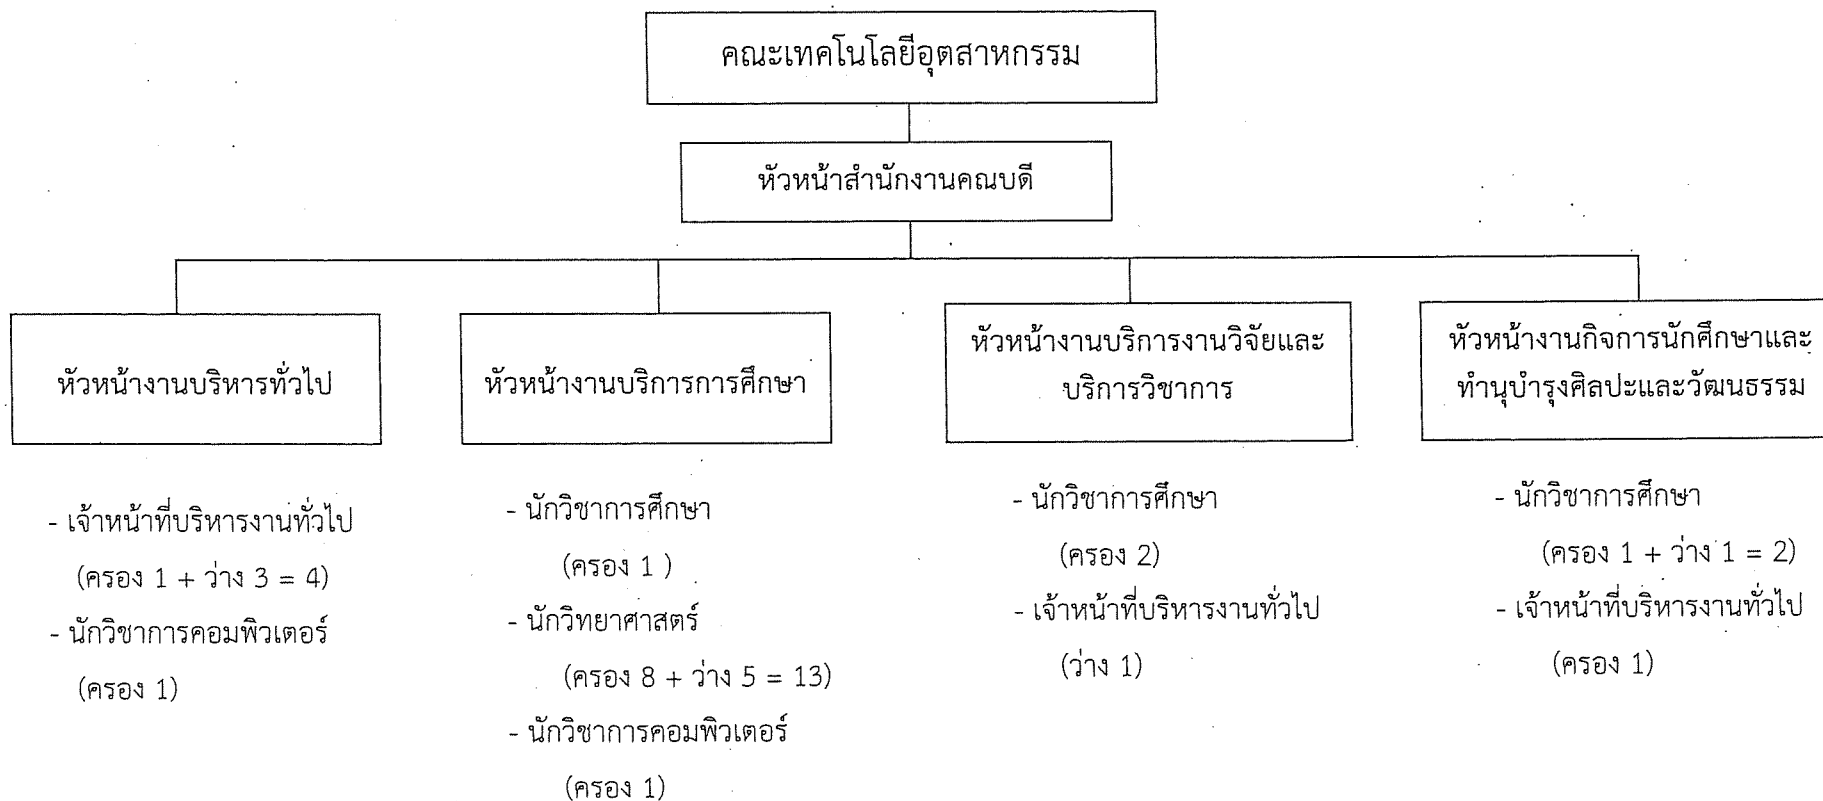 คณะเทคโนโลยีอุตสาหกรรม
หัวหน้าสำนักงานคณบดี
หัวหน้างานบริหารทั่วไป
- เจ้าหน้าที่บริหารงานทั่วไป
(ครอง 1 + ว่าง 3 = 4)
- นักวิชาการคอมพิวเตอร์
(ครอง 1)
หัวหน้างานบริการการศึกษา
- นักวิชาการศึกษา
(ครอง 1 )
- นักวิทยาศาสตร์
(ครอง 8 + ว่าง 5 = 13)
- นักวิชาการคอมพิวเตอร์
(ครอง 1)
หัวหน้างานบริการงานวิจัยและ
บริการวิชาการ
- นักวิชาการศึกษา
(ครอง 2)
- เจ้าหน้าที่บริหารงานทั่วไป
(ว่าง 1)
หัวหน้างานกิจการนักศึกษาและ
ทำนุบำรุงศิลปะและวัฒนธรรม
- นักวิชาการศึกษา
(ครอง 1 + ว่าง 1 = 2)
- เจ้าหน้าที่บริหารงานทั่วไป
(ครอง 1)